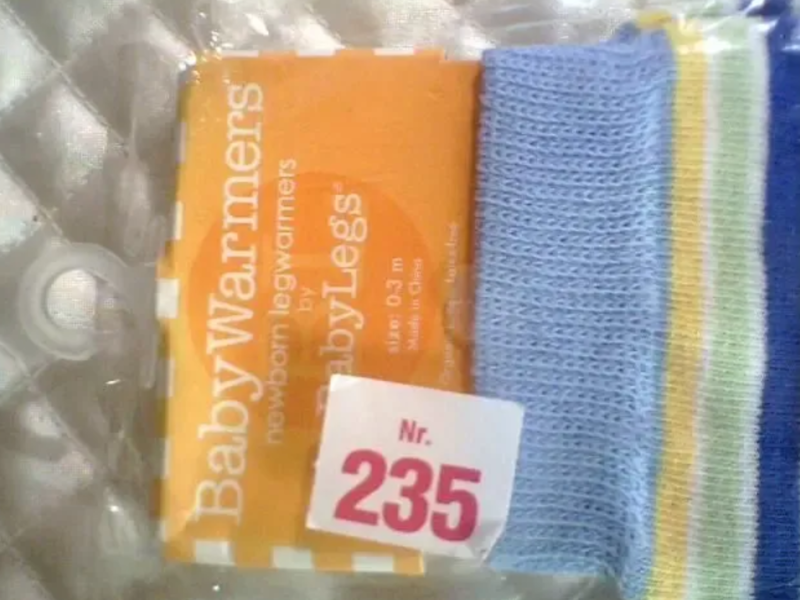 BabyWarmers
newborn legwarmers
by
BabyLegs®
size: 0-3 m
Made in China
Nr.
235